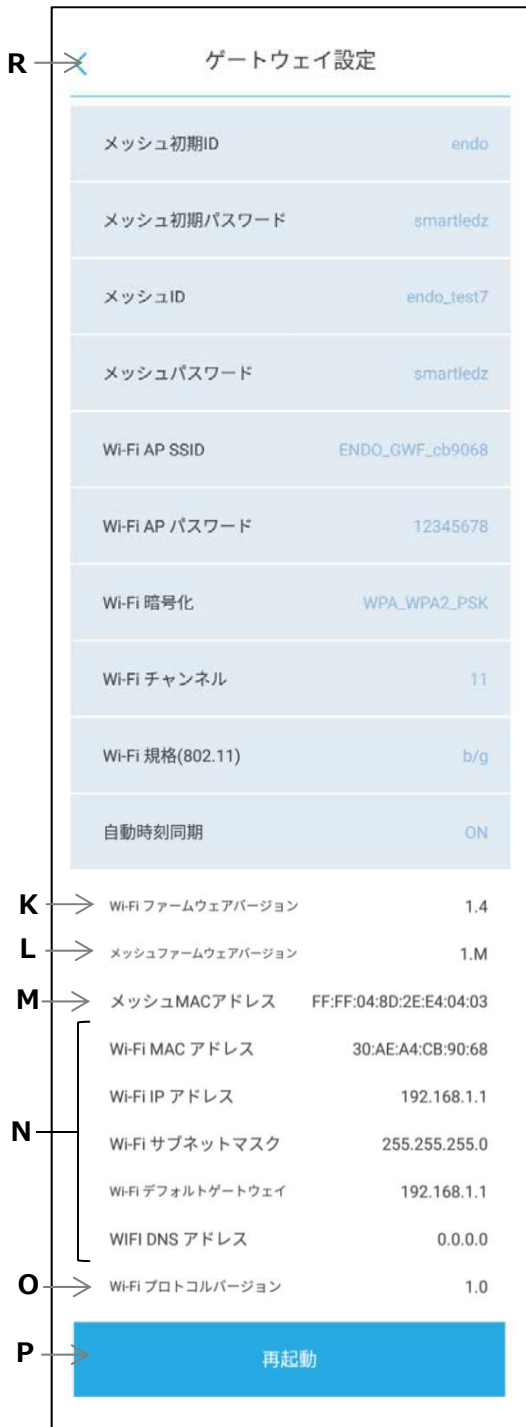 R ゲートウェイ設定
メッシュ初期ID endo
メッシュ初期パスワード smartledz
メッシュID endo_test7
メッシュパスワード smartledz
Wi-Fi AP SSID ENDO_GWF_cb9068
Wi-Fi AP パスワード 12345678
Wi-Fi 暗号化 WPA_WPA2_PSK
Wi-Fi チャンネル 11
Wi-Fi 規格(802.11) b/g
自動時刻同期 ON
K Wi-Fi ファームウェアバージョン 1.4
L メッシュファームウェアバージョン 1.M
M メッシュMACアドレス FF:FF:04:8D:2E:E4:04:03
Wi-Fi MAC アドレス 30:AE:A4:CB:90:68
Wi-Fi IP アドレス 192.168.1.1
N Wi-Fi サブネットマスク 255.255.255.0
Wi-Fi デフォルトゲートウェイ 192.168.1.1
WIFI DNS アドレス 0.0.0.0
O Wi-Fi プロトコルバージョン 1.0
P 再起動